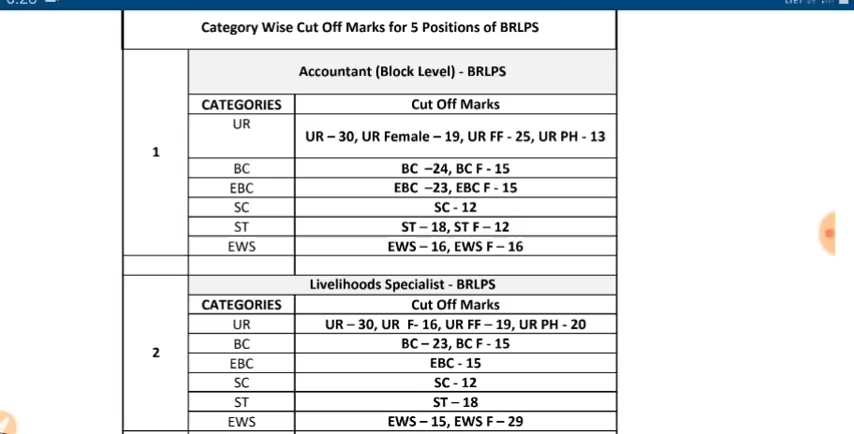 Category Wise Cut Off Marks for 5 Positions of BRLPS
Accountant (Block Level) - BRLPS
CATEGORIES Cut Off Marks
1
UR UR – 30, UR Female – 19, UR FF - 25, UR PH - 13
BC BC –24, BC F - 15
EBC EBC –23, EBC F - 15
SC SC - 12
ST ST – 18, ST F – 12
EWS EWS – 16, EWS F – 16
Livelihoods Specialist - BRLPS
CATEGORIES Cut Off Marks
2
UR UR – 30, UR F- 16, UR FF – 19, UR PH - 20
BC BC – 23, BC F - 15
EBC EBC - 15
SC SC - 12
ST ST – 18
EWS EWS – 15, EWS F – 29